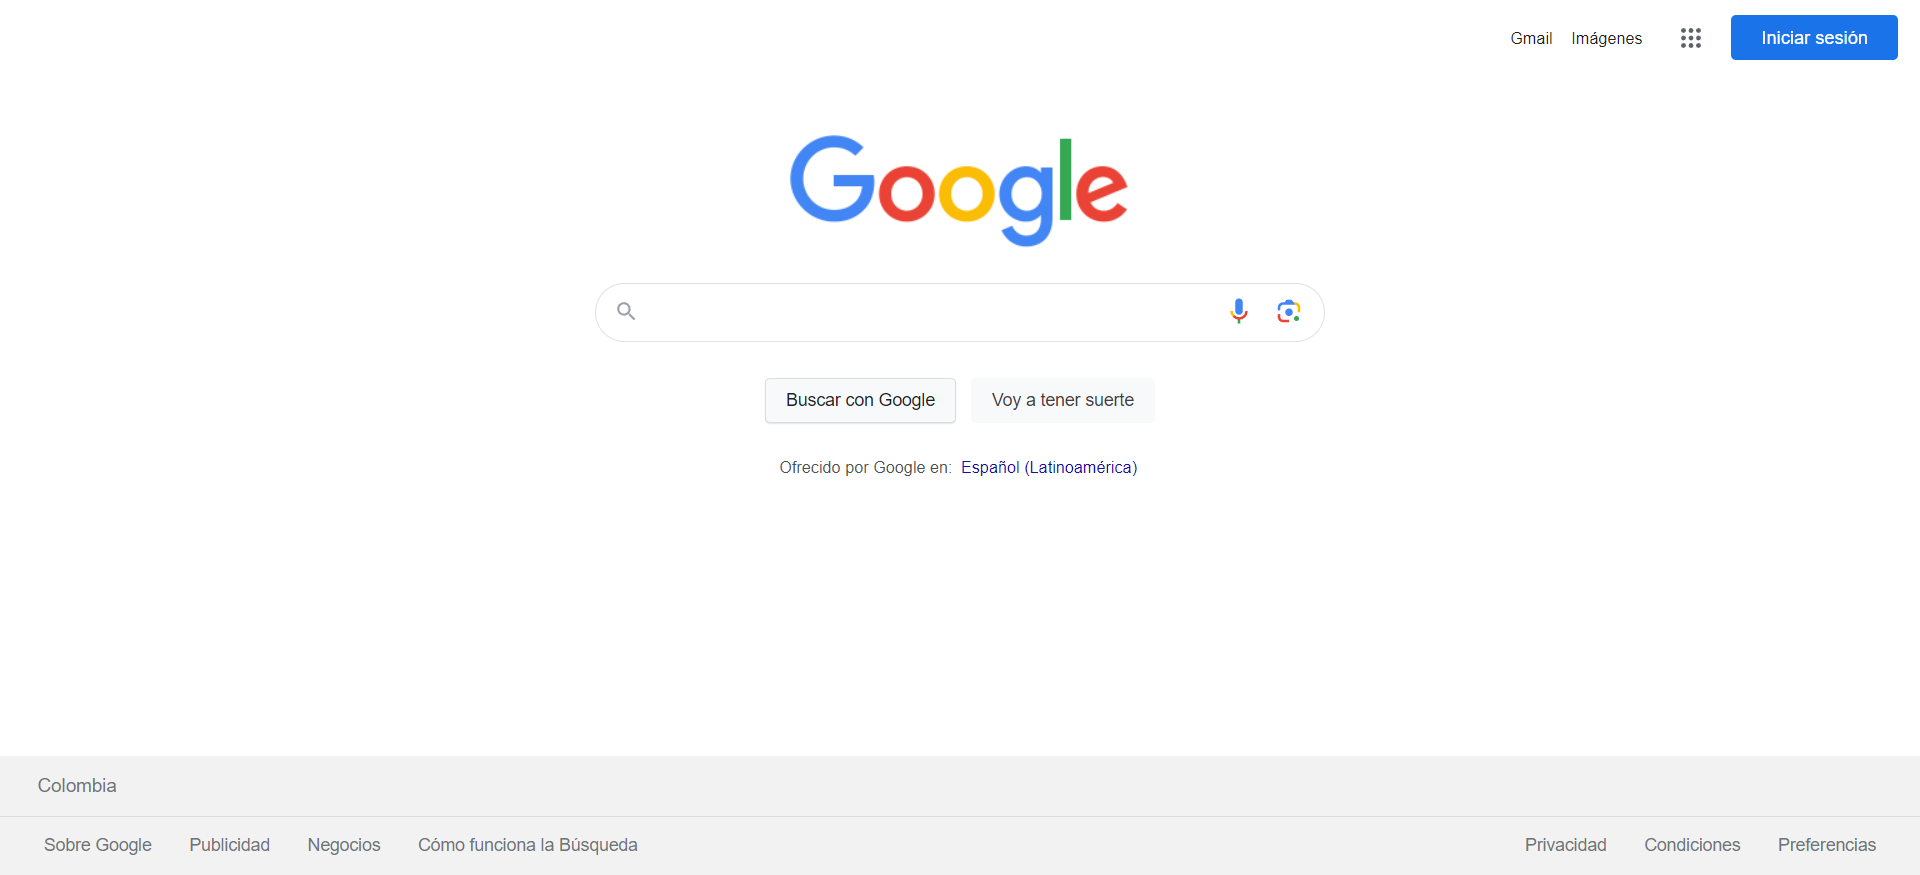 Gmail Imágenes Iniciar sesión
Google
Buscar con Google Voy a tener suerte
Ofrecido por Google en: Español (Latinoamérica)
Colombia
Sobre Google Publicidad Negocios Cómo funciona la Búsqueda Privacidad Condiciones Preferencias